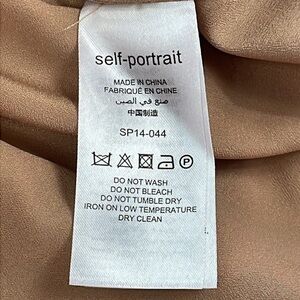 self-portrait
MADE IN CHINA
FABRIQUÉ EN CHINE
صنع في الصين
中国制造
SP14-044
P
DO NOT WASH
DO NOT BLEACH
DO NOT TUMBLE DRY
IRON ON LOW TEMPERATURE
DRY CLEAN